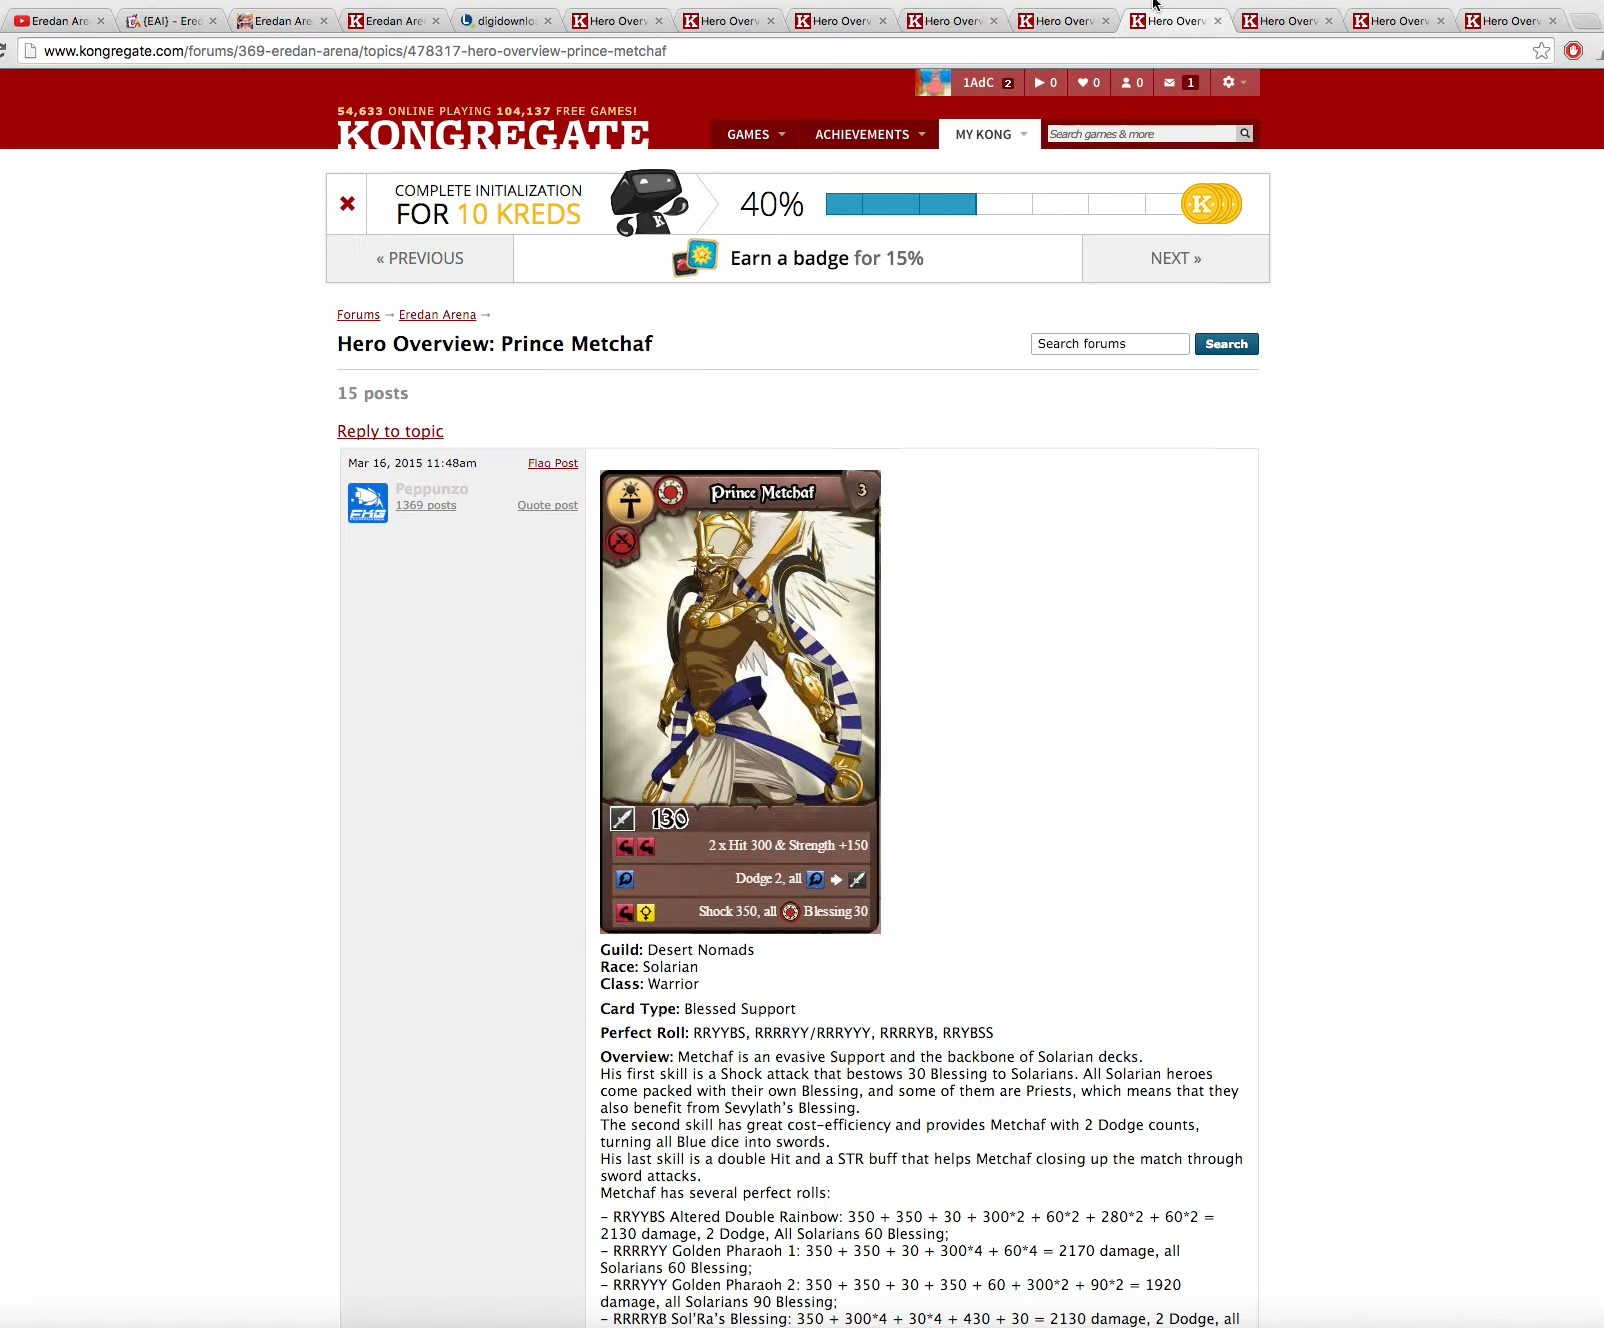 Eredan Are
{EAI} - Ered
Eredan Are
Eredan Are
digidownlo
Hero Overv
Hero Overv
Hero Overv
Hero Overv
Hero Overv
Hero Overv
Hero Overv
Hero Overv
Hero Overv
www.kongregate.com/forums/369-eredan-arena/topics/478317-hero-overview-prince-metchaf
1AdC 2 0 0 0 1
54,633 ONLINE PLAYING 104,137 FREE GAMES!
KONGREGATE
GAMES ACHIEVEMENTS MY KONG Search games & more
COMPLETE INITIALIZATION
FOR 10 KREDS
40%
« PREVIOUS
Earn a badge for 15%
NEXT »
Forums → Eredan Arena →
Hero Overview: Prince Metchaf
Search forums
Search
15 posts
Reply to topic
Mar 16, 2015 11:48am
Flag Post
Peppunzo
1369 posts
Quote post
FHG
Prince Metchaf
3
130
2 x Hit 300 & Strength +150
Dodge 2, all
Shock 350, all Blessing 30
Guild: Desert Nomads
Race: Solarian
Class: Warrior
Card Type: Blessed Support
Perfect Roll: RRYYBS, RRRRYY/RRRYYY, RRRRYB, RRYBSS
Overview: Metchaf is an evasive Support and the backbone of Solarian decks.
His first skill is a Shock attack that bestows 30 Blessing to Solarians. All Solarian heroes
come packed with their own Blessing, and some of them are Priests, which means that they
also benefit from Sevylath's Blessing.
The second skill has great cost-efficiency and provides Metchaf with 2 Dodge counts,
turning all Blue dice into swords.
His last skill is a double Hit and a STR buff that helps Metchaf closing up the match through
sword attacks.
Metchaf has several perfect rolls:
– RRYYBS Altered Double Rainbow: 350 + 350 + 30 + 300*2 + 60*2 + 280*2 + 60*2 =
2130 damage, 2 Dodge, All Solarians 60 Blessing;
– RRRRYY Golden Pharaoh 1: 350 + 350 + 30 + 300*4 + 60*4 = 2170 damage, all
Solarians 60 Blessing;
– RRRYYY Golden Pharaoh 2: 350 + 350 + 30 + 350 + 60 + 300*2 + 90*2 = 1920
damage, all Solarians 90 Blessing;
– RRRRYB Sol'Ra's Blessing: 350 + 300*4 + 30*4 + 430 + 30 = 2130 damage, 2 Dodge, all